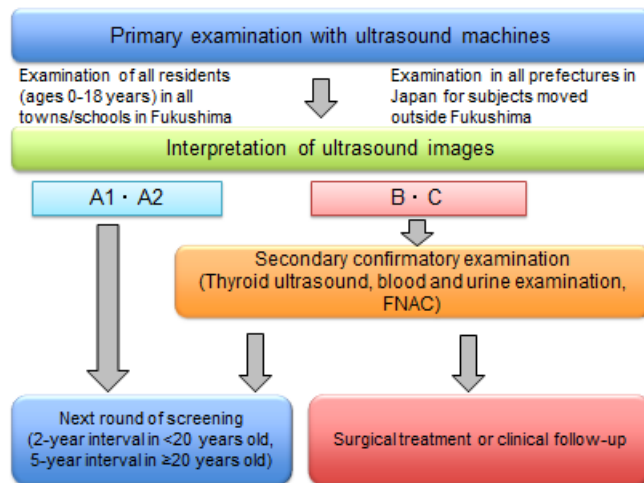 Primary examination with ultrasound machines
Examination of all residents
(ages 0-18 years) in all
towns/schools in Fukushima
Examination in all prefectures in
Japan for subjects moved
outside Fukushima
Interpretation of ultrasound images
A1・A2
B・C
Secondary confirmatory examination
(Thyroid ultrasound, blood and urine examination,
FNAC)
Next round of screening
(2-year interval in <20 years old,
5-year interval in ≥20 years old)
Surgical treatment or clinical follow-up